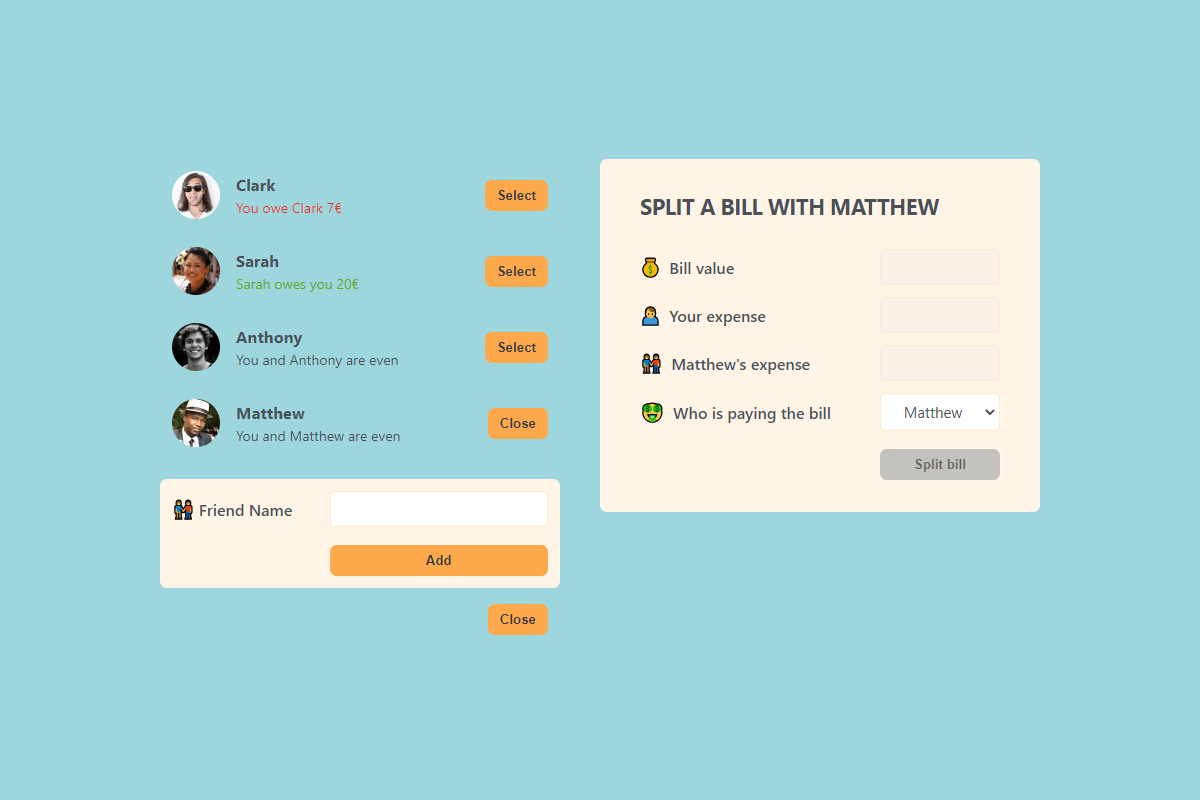 Clark
You owe Clark 7€
Select
Sarah
Sarah owes you 20€
Select
Anthony
You and Anthony are even
Select
Matthew
You and Matthew are even
Close
Friend Name
Add
Close
SPLIT A BILL WITH MATTHEW
Bill value
Your expense
Matthew's expense
Who is paying the bill
Matthew
Split bill